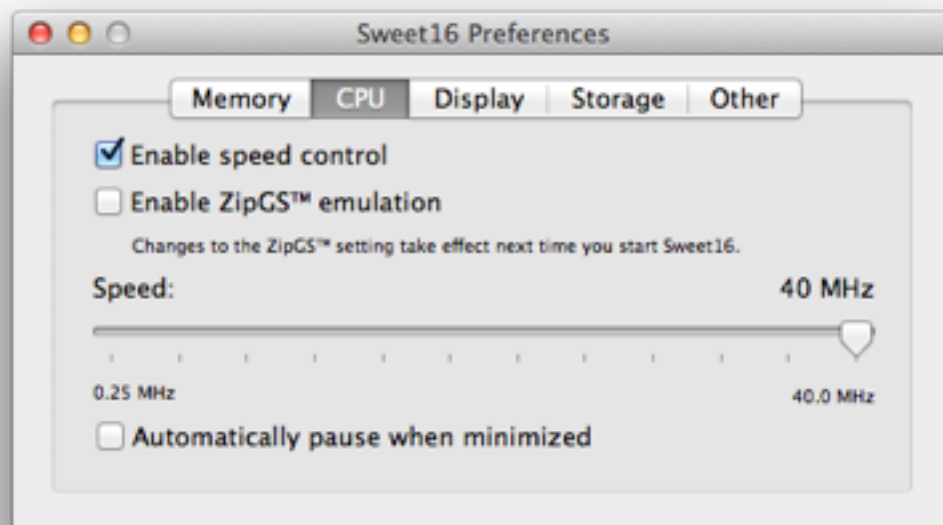 Sweet16 Preferences
Memory CPU Display Storage Other
Enable speed control
Enable ZipGS™ emulation
Changes to the ZipGS™ setting take effect next time you start Sweet16.
Speed: 40 MHz
0.25 MHz 40.0 MHz
Automatically pause when minimized